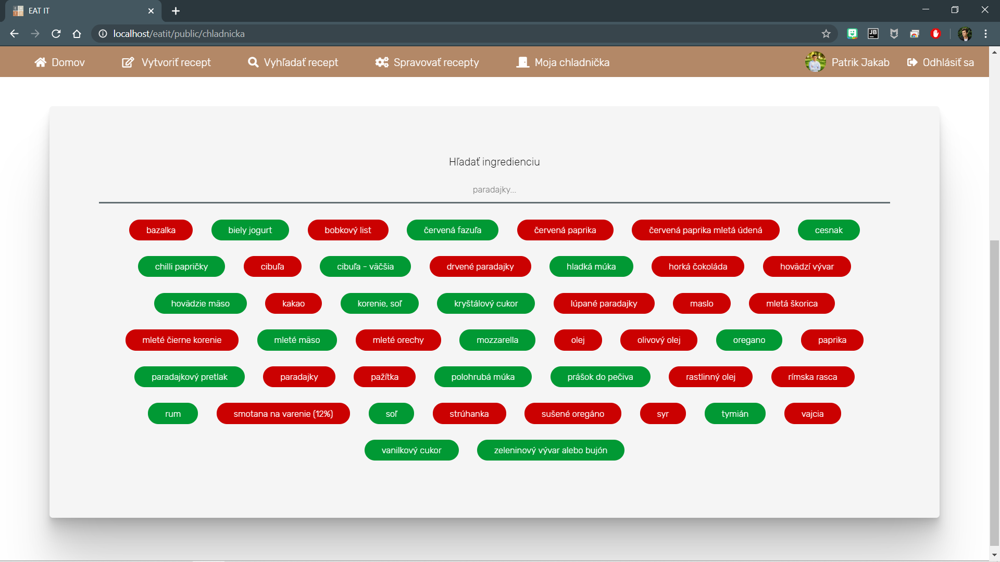 EAT IT
localhost/eatit/public/chladnicka
JB
Domov Vytvoriť recept Vyhľadať recept Spravovať recepty Moja chladnička Patrik Jakab Odhlásiť sa
Hľadať ingredienciu
paradajky...
bazalka biely jogurt bobkový list červená fazuľa červená paprika červená paprika mletá údená cesnak
chilli papričky cibuľa cibuľa - väčšia drvené paradajky hladká múka horká čokoláda hovädzí vývar
hovädzie mäso kakao korenie, soľ kryštálový cukor lúpané paradajky maslo mletá škorica
mleté čierne korenie mleté mäso mleté orechy mozzarella olej olivový olej oregano paprika
paradajkový pretlak paradajky pažítka polohrubá múka prášok do pečiva rastlinný olej rímska rasca
rum smotana na varenie (12%) soľ strúhanka sušené oregáno syr tymián vajcia
vanilkový cukor zeleninový vývar alebo bujón